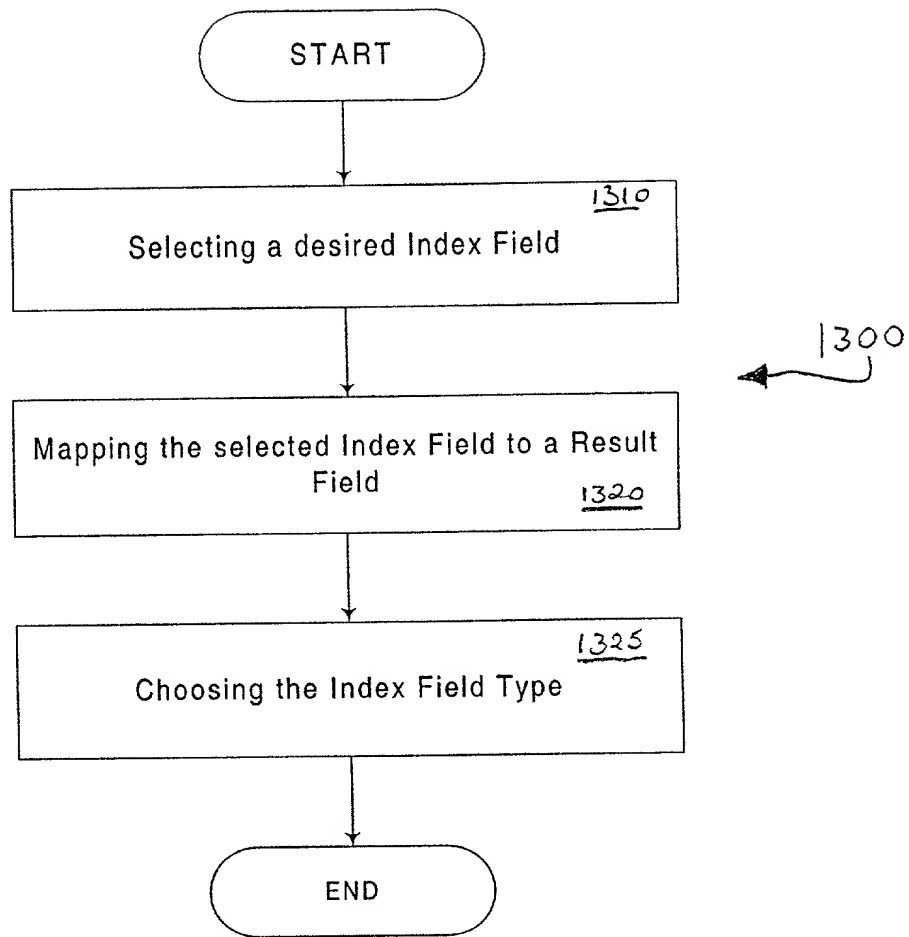 START
1310
Selecting a desired Index Field
1300
Mapping the selected Index Field to a Result
Field
1320
1325
Choosing the Index Field Type
END